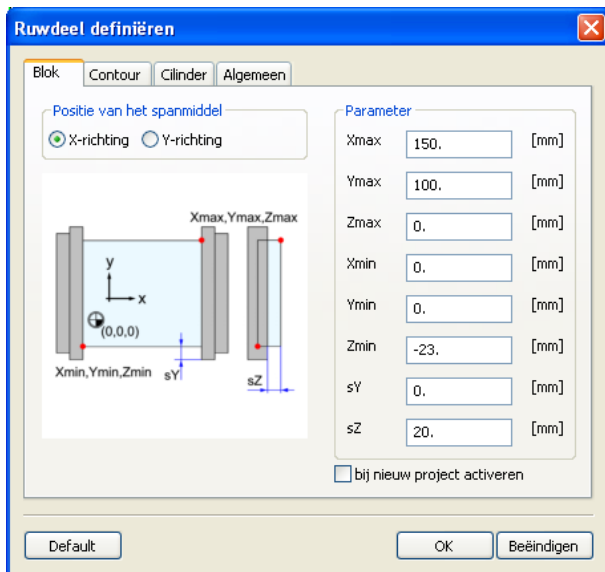 Ruwdeel definiëren
Blok Contour Cilinder Algemeen
Positie van het spanmiddel
X-richting Y-richting
Xmax,Ymax,Zmax
y
x
(0,0,0)
Xmin,Ymin,Zmin sY
sZ
Parameter
Xmax 150. [mm]
Ymax 100. [mm]
Zmax 0. [mm]
Xmin 0. [mm]
Ymin 0. [mm]
Zmin -23. [mm]
sY 0. [mm]
sZ 20. [mm]
bij nieuw project activeren
Default OK Beëindigen